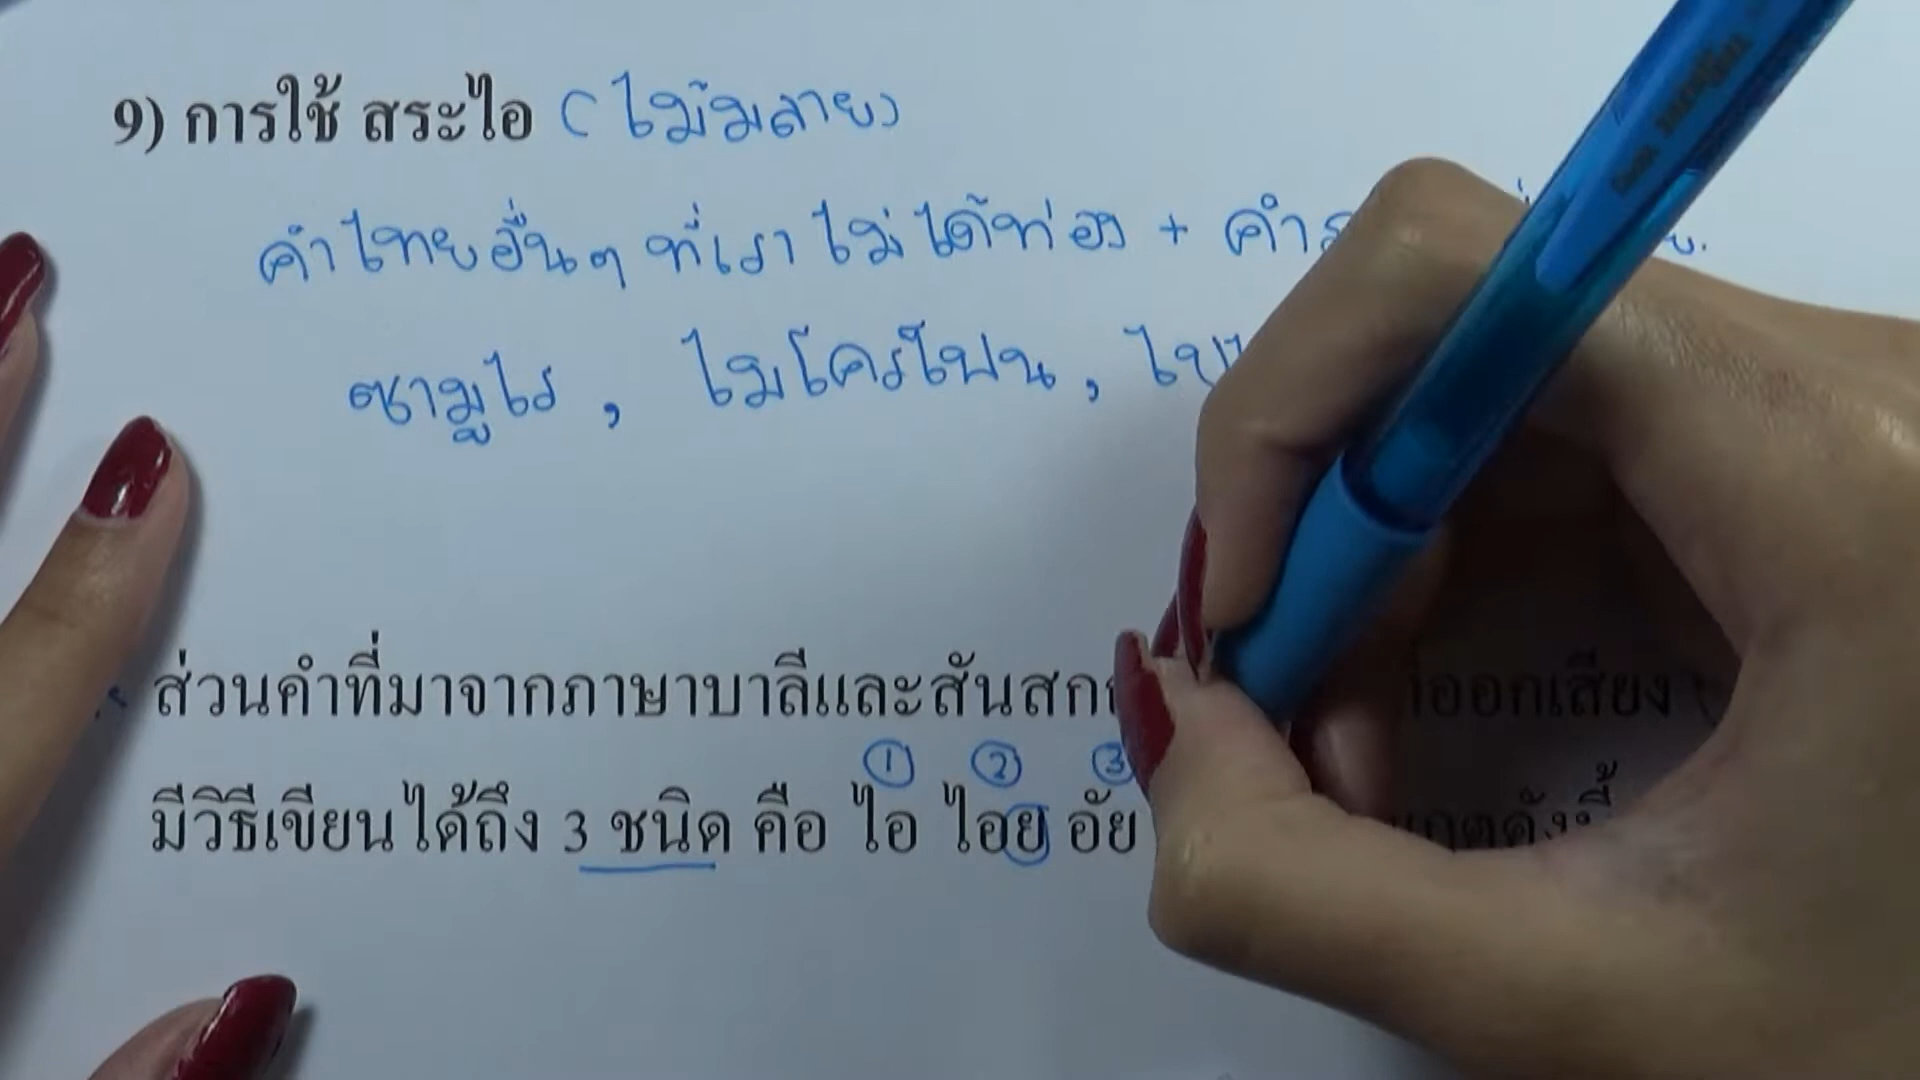 9) การใช้ สระไอ (ไม้มลาย)
คำไทยอื่นๆ ที่เราไม่ได้ท่อง + คำ
ซามูไร , ไมโครโฟน ,
ส่วนคำที่มาจากภาษาบาลีและ ออกเสียง
① ② ③
มีวิธีเขียนได้ถึง 3 ชนิด คือ ไอ ไอย อัย